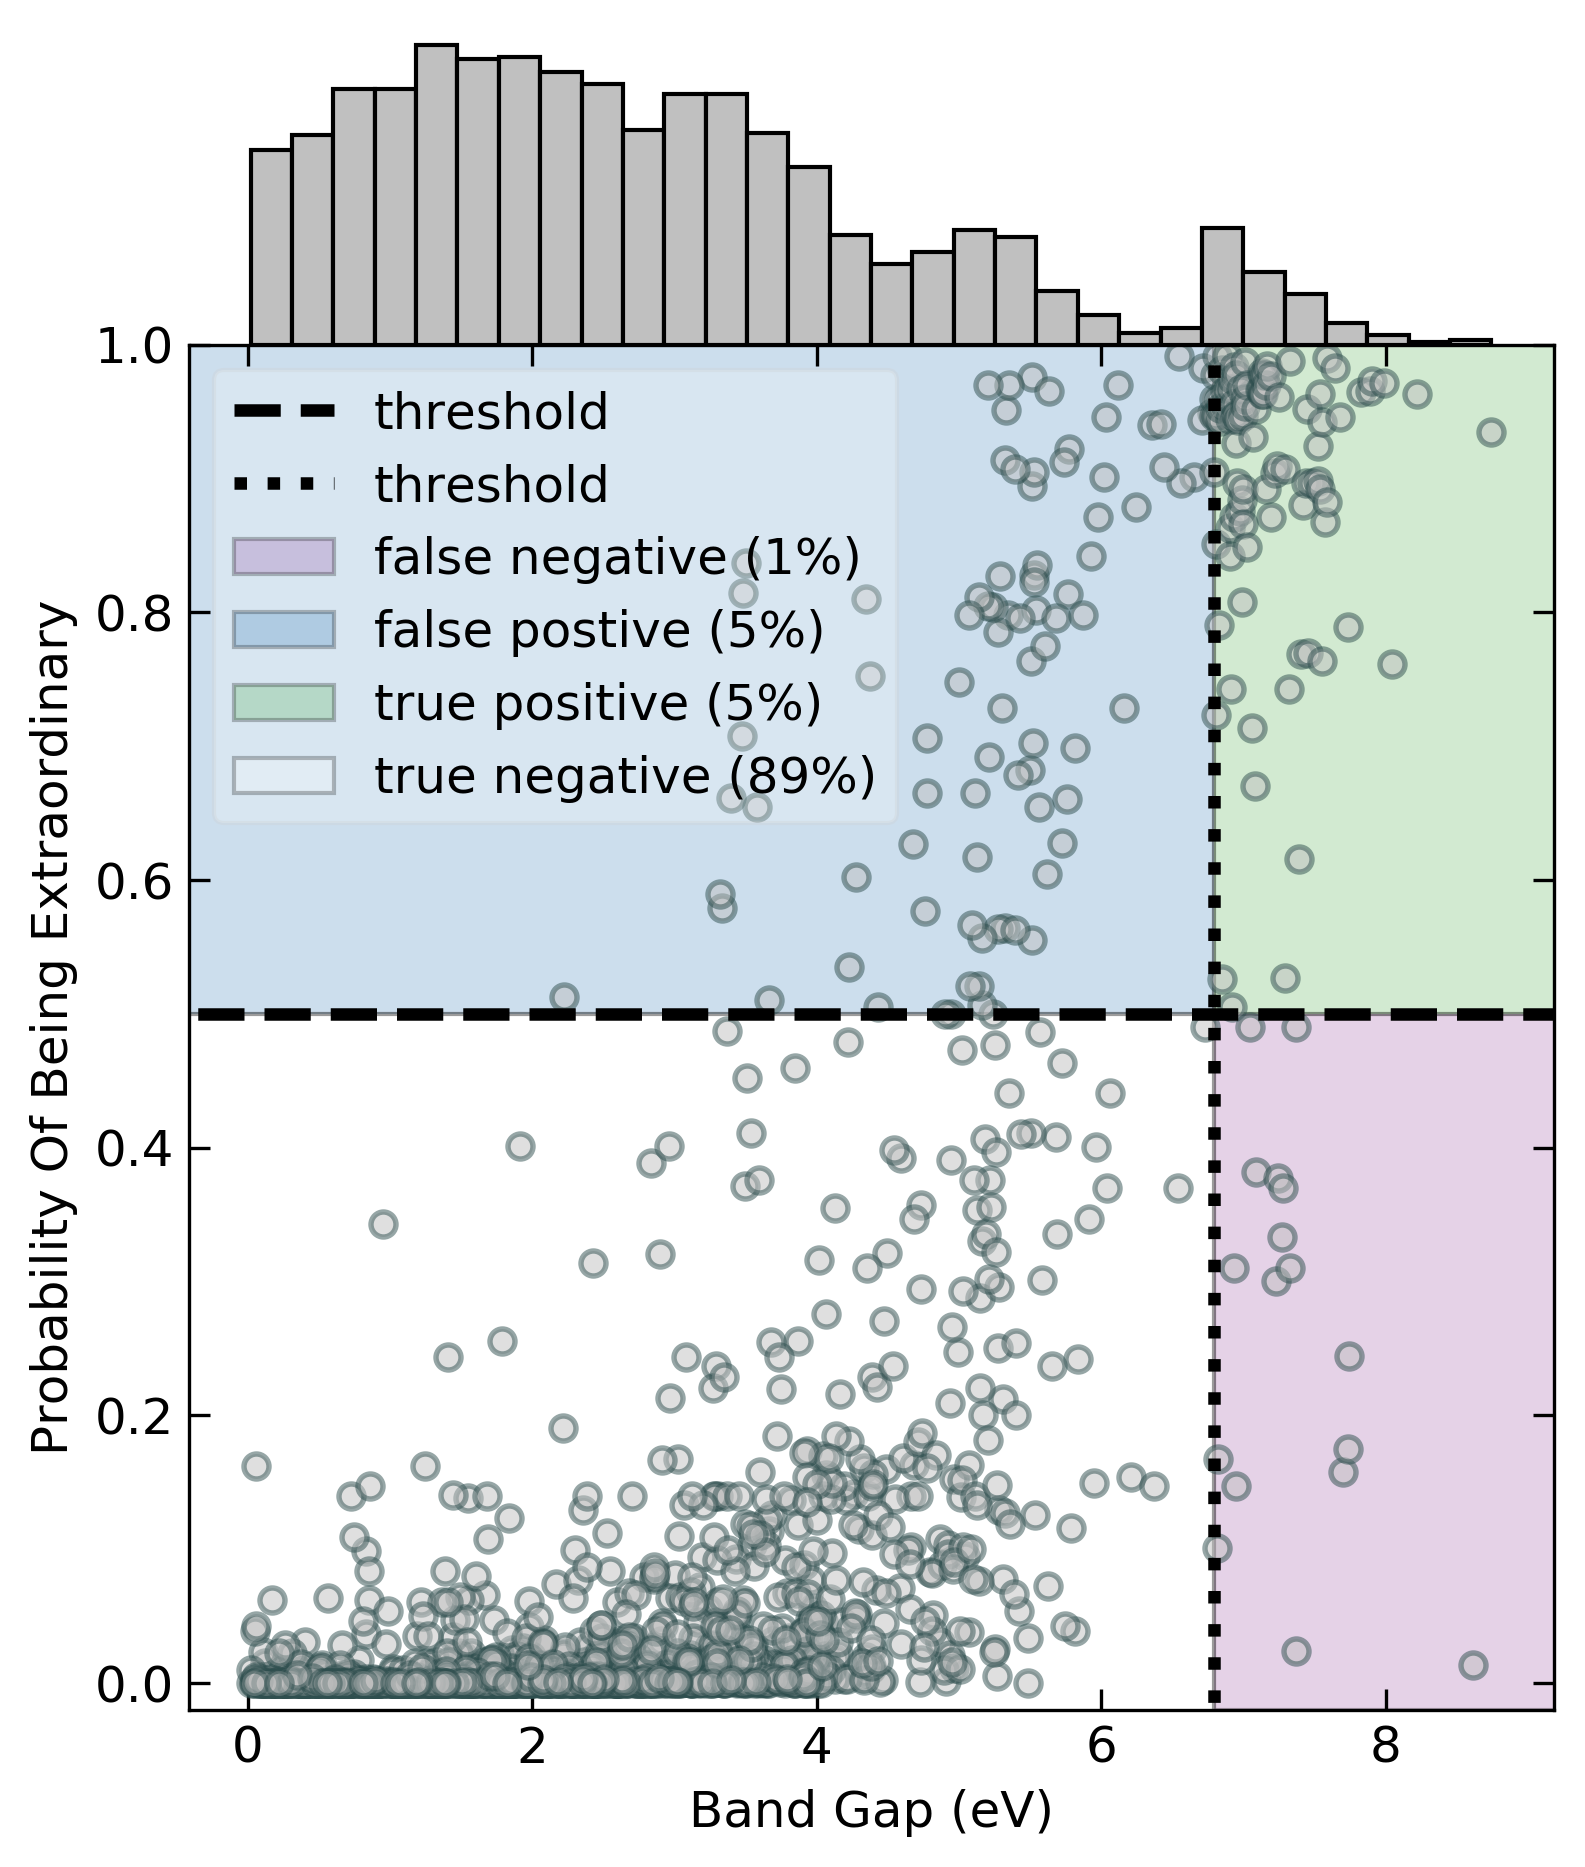 1.0
0.8
0.6
0.4
0.2
0.0
Probability Of Being Extraordinary
threshold
threshold
false negative (1%)
false postive (5%)
true positive (5%)
true negative (89%)
0 2 4 6 8
Band Gap (eV)